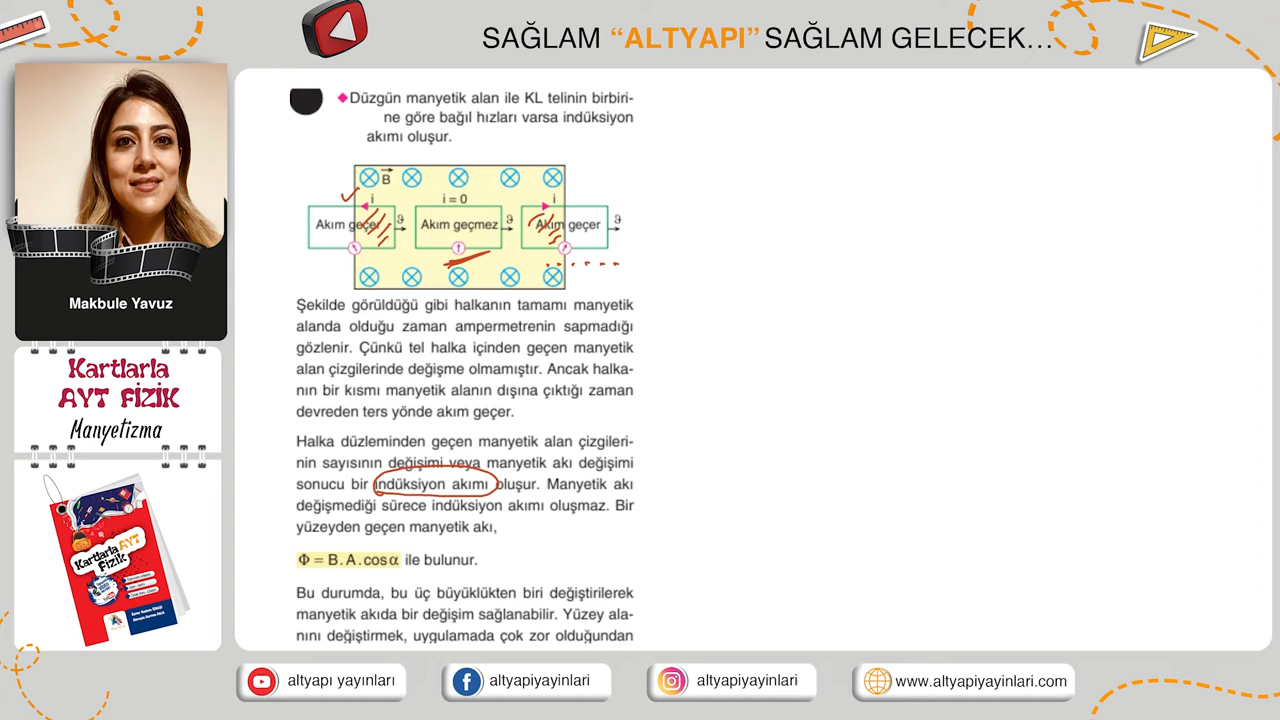 SAĞLAM “ALTYAPI” SAĞLAM GELECEK...
Makbule Yavuz
Kartlarla
AYT FİZİK
Manyetizma
Kartlarla AYT
Fizik
◆Düzgün manyetik alan ile KL telinin birbiri-
ne göre bağıl hızları varsa indüksiyon
akımı oluşur.
B
i
i = 0
i
Akım geçer
ϑ
Akım geçmez
ϑ
Akım geçer
ϑ
Şekilde görüldüğü gibi halkanın tamamı manyetik
alanda olduğu zaman ampermetrenin sapmadığı
gözlenir. Çünkü tel halka içinden geçen manyetik
alan çizgilerinde değişme olmamıştır. Ancak halka-
nın bir kısmı manyetik alanın dışına çıktığı zaman
devreden ters yönde akım geçer.
Halka düzleminden geçen manyetik alan çizgileri-
nin sayısının değişimi veya manyetik akı değişimi
sonucu bir indüksiyon akımı oluşur. Manyetik akı
değişmediği sürece indüksiyon akımı oluşmaz. Bir
yüzeyden geçen manyetik akı,
Φ = B.A.cosα ile bulunur.
Bu durumda, bu üç büyüklükten biri değiştirilerek
manyetik akıda bir değişim sağlanabilir. Yüzey ala-
nını değiştirmek, uygulamada çok zor olduğundan
altyapı yayınları
altyapiyayinlari
altyapiyayinlari
www.altyapiyayinlari.com